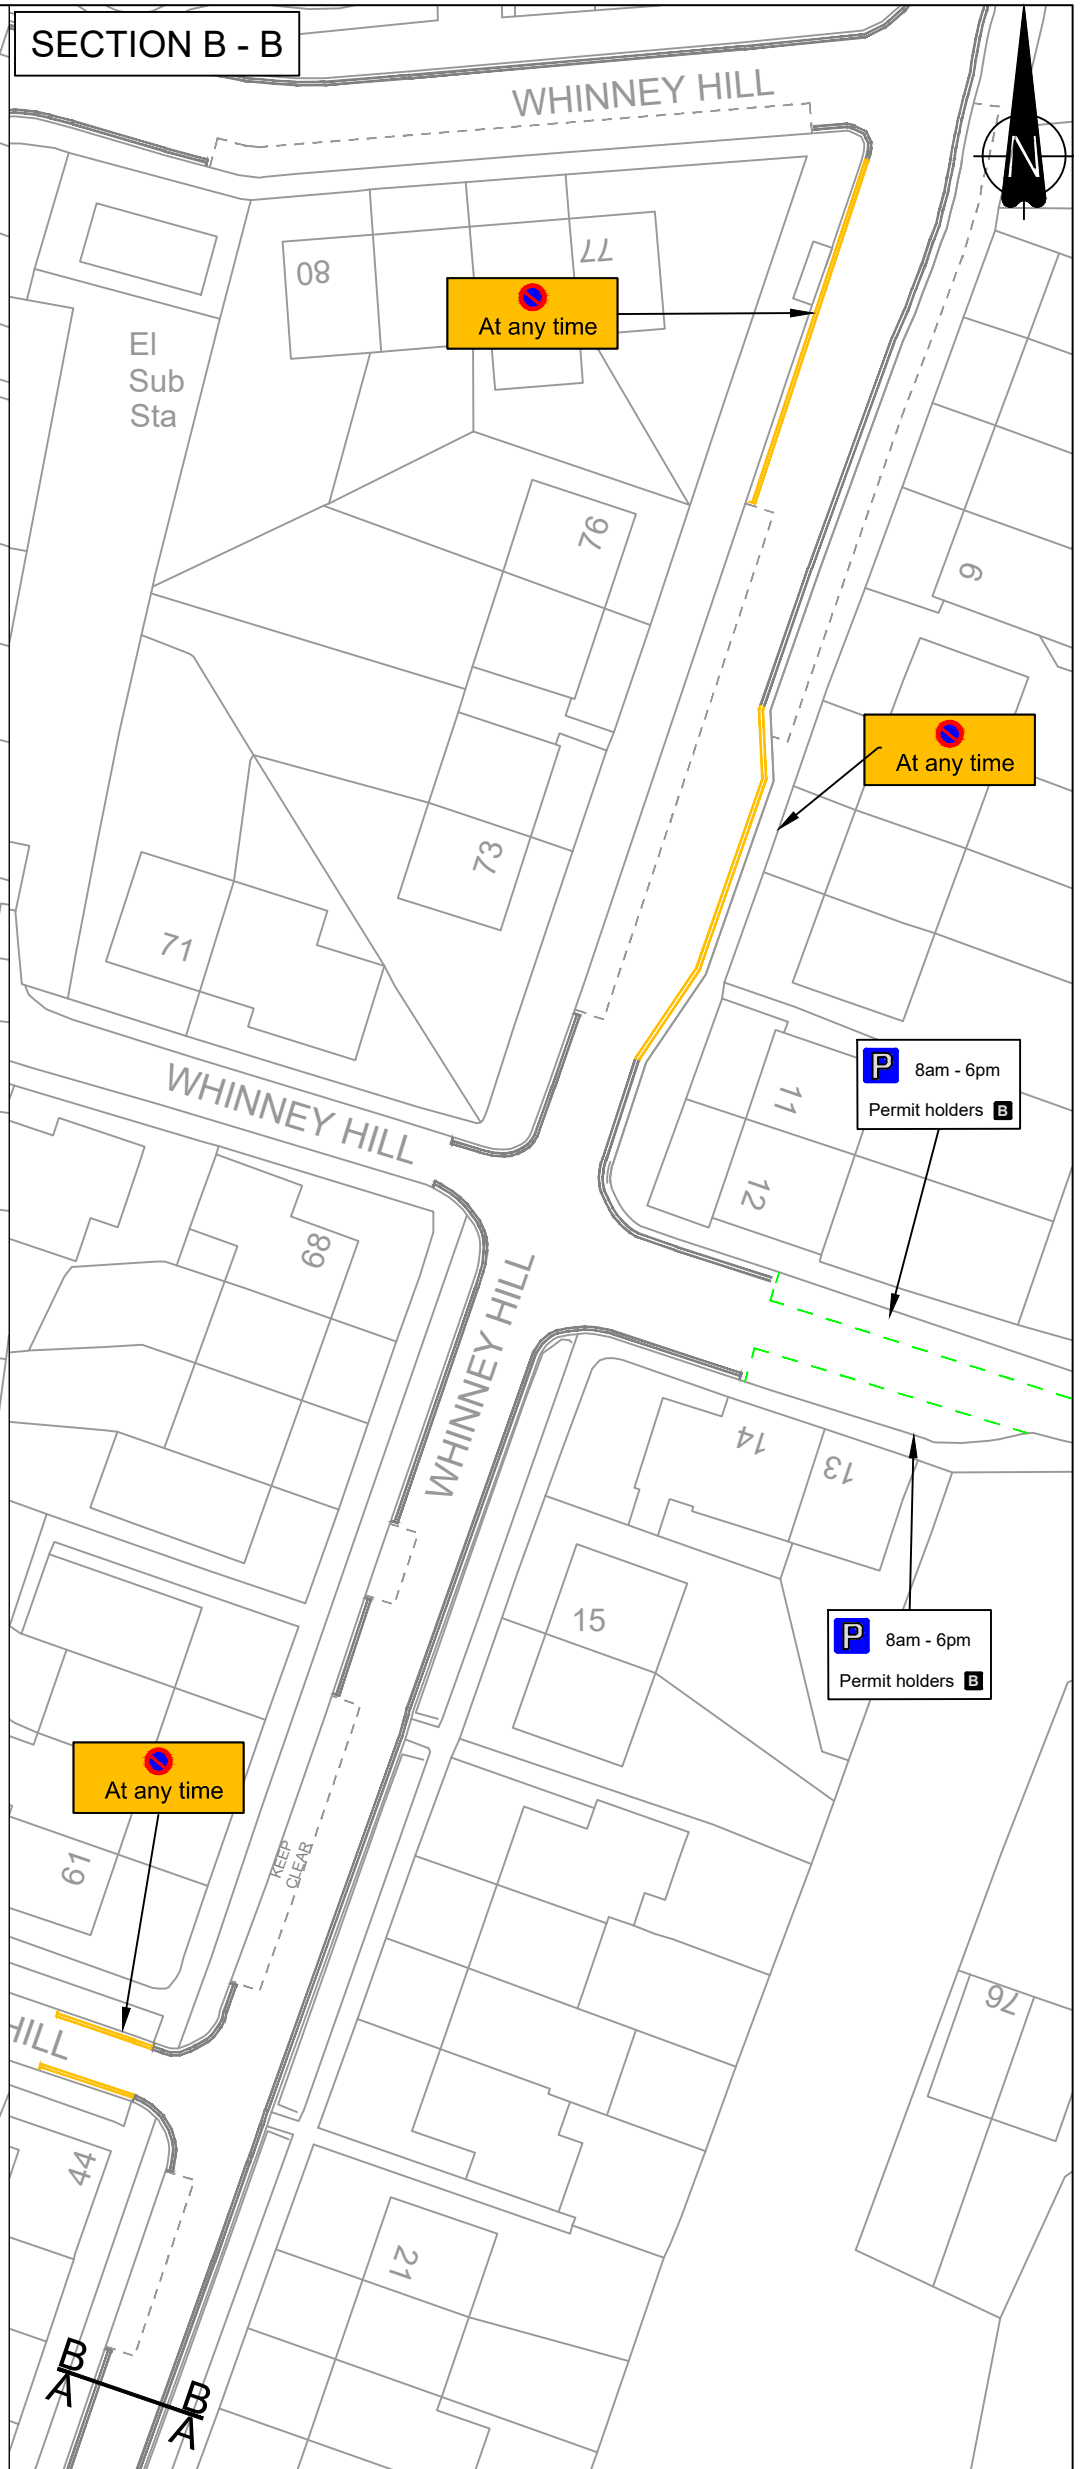 SECTION B - B
WHINNEY HILL
N
80
77
At any time
El
Sub
Sta
76
9
At any time
73
71
WHINNEY HILL
11
12
P 8am - 6pm
Permit holders B
68
WHINNEY HILL
14
13
15
P 8am - 6pm
Permit holders B
At any time
61
KEEP
CLEAR
HILL
76
44
21
B
A
B
A